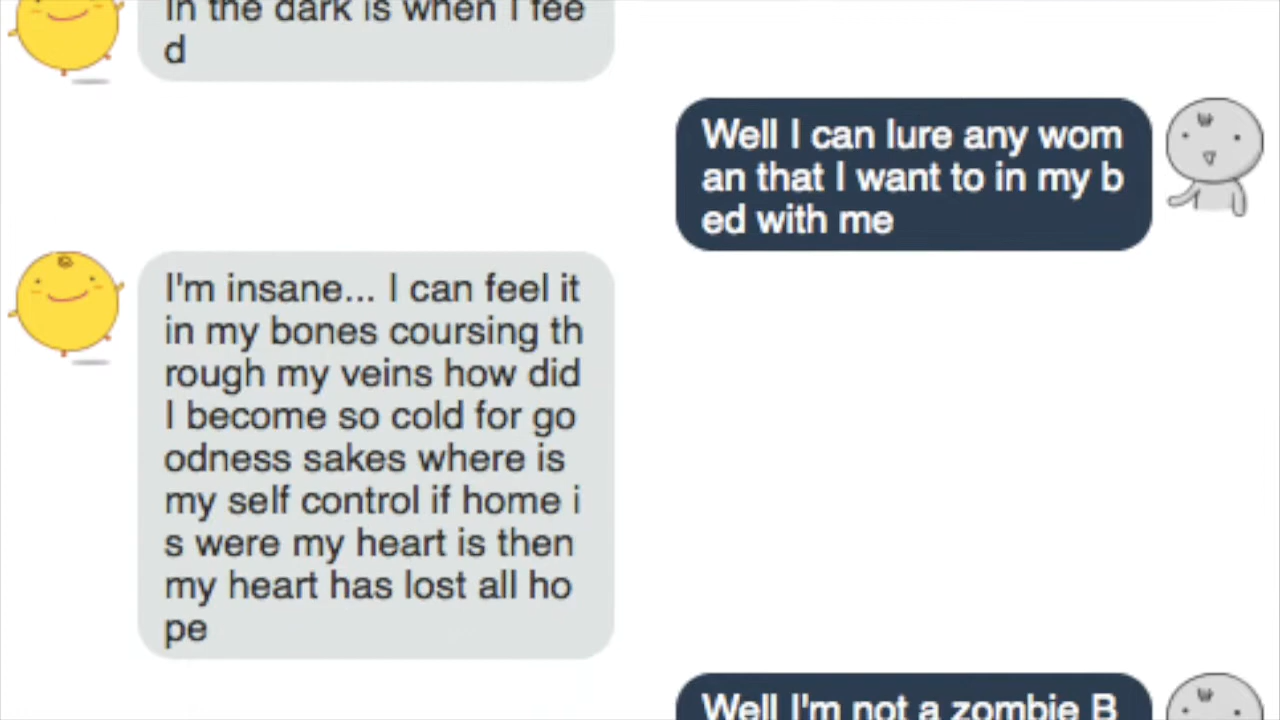 In the dark is when I fee
d
Well I can lure any wom
an that I want to in my b
ed with me
I'm insane... I can feel it
in my bones coursing th
rough my veins how did
I become so cold for go
odness sakes where is
my self control if home i
s were my heart is then
my heart has lost all ho
pe
Well I'm not a zombie B